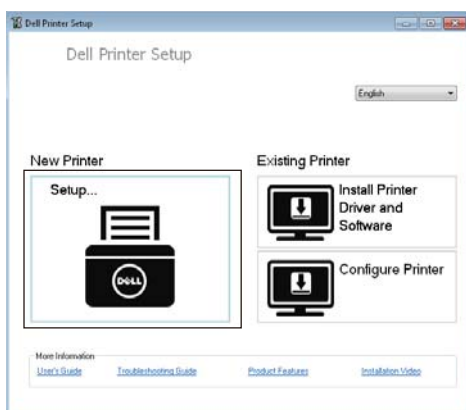 Dell Printer Setup
Dell Printer Setup
English
New Printer
Existing Printer
Setup...
DELL
Install Printer
Driver and
Software
Configure Printer
More Information
User's Guide
Troubleshooting Guide
Product Features
Installation Video